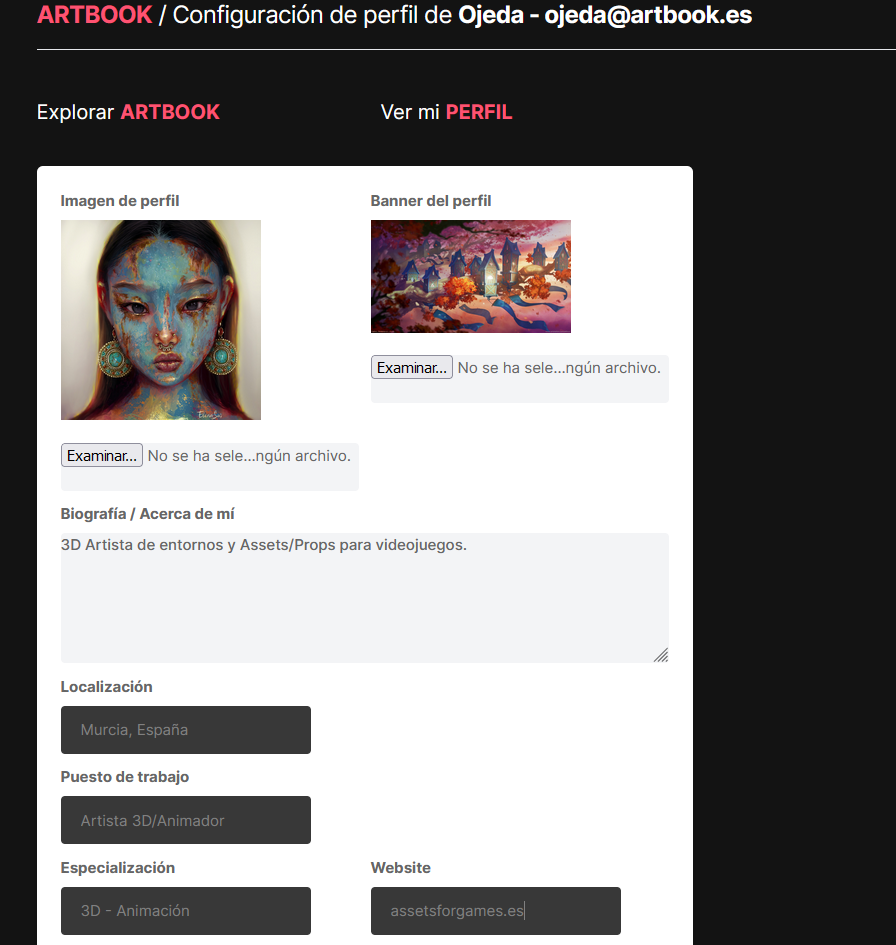 ARTBOOK / Configuración de perfil de Ojeda - ojeda@artbook.es
Explorar ARTBOOK
Ver mi PERFIL
Imagen de perfil
Banner del perfil
Examinar... No se ha sele...ngún archivo.
Examinar... No se ha sele...ngún archivo.
Biografía / Acerca de mí
3D Artista de entornos y Assets/Props para videojuegos.
Localización
Murcia, España
Puesto de trabajo
Artista 3D/Animador
Especialización
Website
3D - Animación
assetsforgames.es